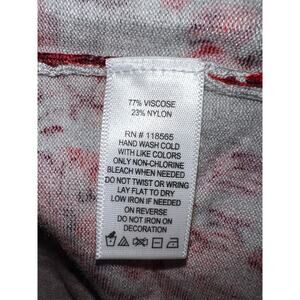 77% VISCOSE
23% NYLON
RN # 118565
HAND WASH COLD
WITH LIKE COLORS
ONLY NON-CHLORINE
BLEACH WHEN NEEDED
DO NOT TWIST OR WRING
LAY FLAT TO DRY
LOW IRON IF NEEDED
ON REVERSE
DO NOT IRON ON
DECORATION